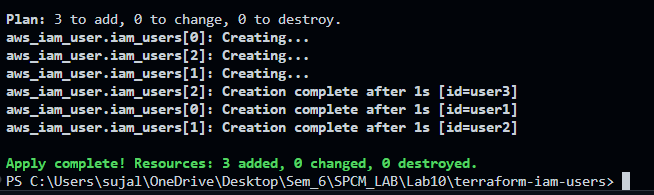 Plan: 3 to add, 0 to change, 0 to destroy.
aws_iam_user.iam_users[0]: Creating...
aws_iam_user.iam_users[2]: Creating...
aws_iam_user.iam_users[1]: Creating...
aws_iam_user.iam_users[2]: Creation complete after 1s [id=user3]
aws_iam_user.iam_users[0]: Creation complete after 1s [id=user1]
aws_iam_user.iam_users[1]: Creation complete after 1s [id=user2]
Apply complete! Resources: 3 added, 0 changed, 0 destroyed.
PS C:\Users\sujal\OneDrive\Desktop\Sem_6\SPCM_LAB\Lab10\terraform-iam-users>